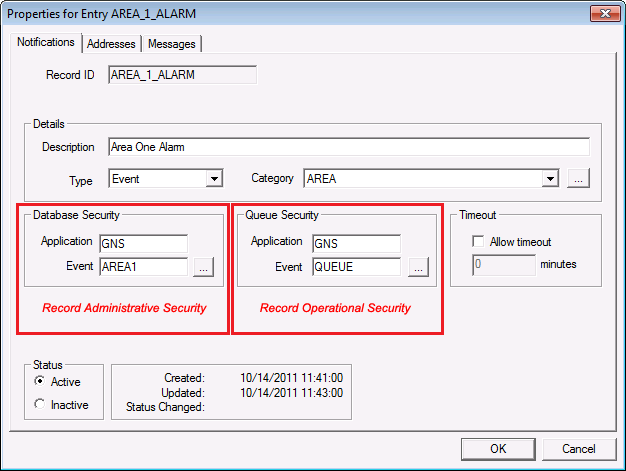 Properties for Entry AREA_1_ALARM
Notifications Addresses Messages
Record ID AREA_1_ALARM
Details
Description Area One Alarm
Type Event Category AREA ...
Database Security
Application GNS
Event AREA1 ...
Record Administrative Security
Queue Security
Application GNS
Event QUEUE ...
Record Operational Security
Timeout
Allow timeout
0 minutes
Status
Active
Inactive
Created: 10/14/2011 11:41:00
Updated: 10/14/2011 11:43:00
Status Changed:
OK Cancel